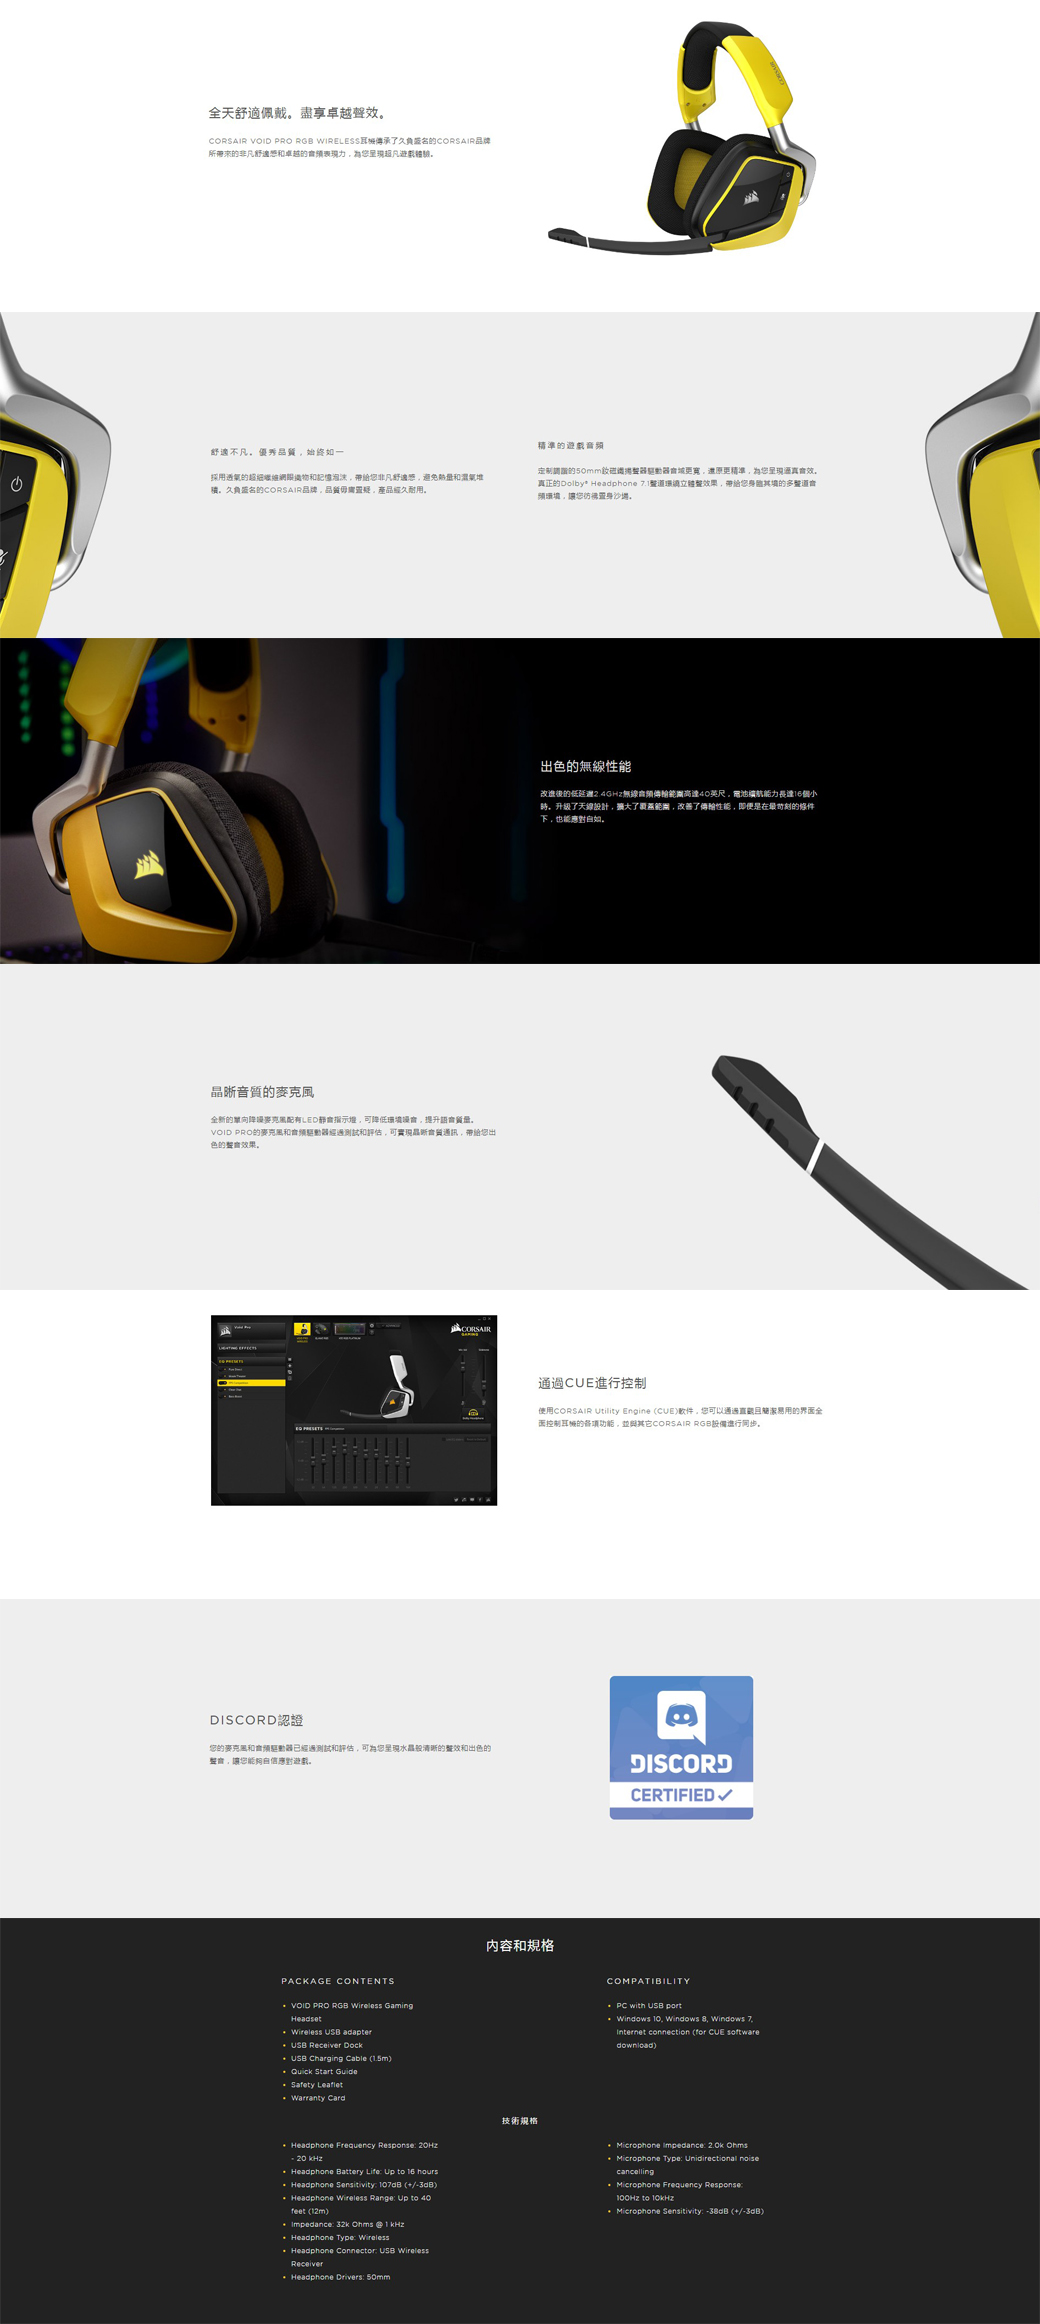 全天舒適佩戴。盡享卓越聲效。
CORSAIR VOID PRO RGB WIRELESS耳機傳承了久負盛名的CORSAIR品牌
所帶來的非凡舒適感和卓越的音頻表現力，為您呈現超凡遊戲體驗。
舒適不凡。優秀品質，始終如一
採用透氣的超細纖維網眼織物和記憶泡沫，帶給您非凡舒適感，避免熱量和濕氣堆
積。久負盛名的CORSAIR品牌，品質毋庸置疑，產品經久耐用。
精準的遊戲音頻
定制調諧的50mm釹磁鐵揚聲器驅動器音域更寬，還原更精準，為您呈現逼真音效。
真正的Dolby® Headphone 7.1聲道環繞立體聲效果，帶給您身臨其境的多聲道音
頻環境，讓您彷彿置身沙場。
出色的無線性能
改進後的低延遲2.4GHz無線音頻傳輸範圍高達40英尺，電池續航能力長達16個小
時。升級了天線設計，擴大了覆蓋範圍，改善了傳輸性能，即便是在最苛刻的條件
下，也能應對自如。
晶晰音質的麥克風
全新的單向降噪麥克風配有LED靜音指示燈，可降低環境噪音，提升語音質量。
VOID PRO的麥克風和音頻驅動器經過測試和評估，可實現晶晰音質通訊，帶給您出
色的聲音效果。
Void Pro
LIGHTING EFFECTS
EQ PRESETS
CORSAIR
GAMING
EQ PRESETS
通過CUE進行控制
使用CORSAIR Utility Engine (CUE)軟件，您可以通過直觀且簡潔易用的界面全
面控制耳機的各項功能，並與其它CORSAIR RGB設備進行同步。
DISCORD認證
您的麥克風和音頻驅動器已經過測試和評估，可為您呈現水晶般清晰的聲效和出色的
聲音，讓您能夠自信應對遊戲。
DISCORD
CERTIFIED
內容和規格
PACKAGE CONTENTS
VOID PRO RGB Wireless Gaming
Headset
Wireless USB adapter
USB Receiver Dock
USB Charging Cable (1.5m)
Quick Start Guide
Safety Leaflet
Warranty Card
COMPATIBILITY
PC with USB port
Windows 10, Windows 8, Windows 7,
Internet connection (for CUE software
download)
技術規格
Headphone Frequency Response: 20Hz
- 20 kHz
Headphone Battery Life: Up to 16 hours
Headphone Sensitivity: 107dB (+/-3dB)
Headphone Wireless Range: Up to 40
feet (12m)
Impedance: 32k Ohms @ 1 kHz
Headphone Type: Wireless
Headphone Connector: USB Wireless
Receiver
Headphone Drivers: 50mm
Microphone Impedance: 2.0k Ohms
Microphone Type: Unidirectional noise
cancelling
Microphone Frequency Response:
100Hz to 10kHz
Microphone Sensitivity: -38dB (+/-3dB)